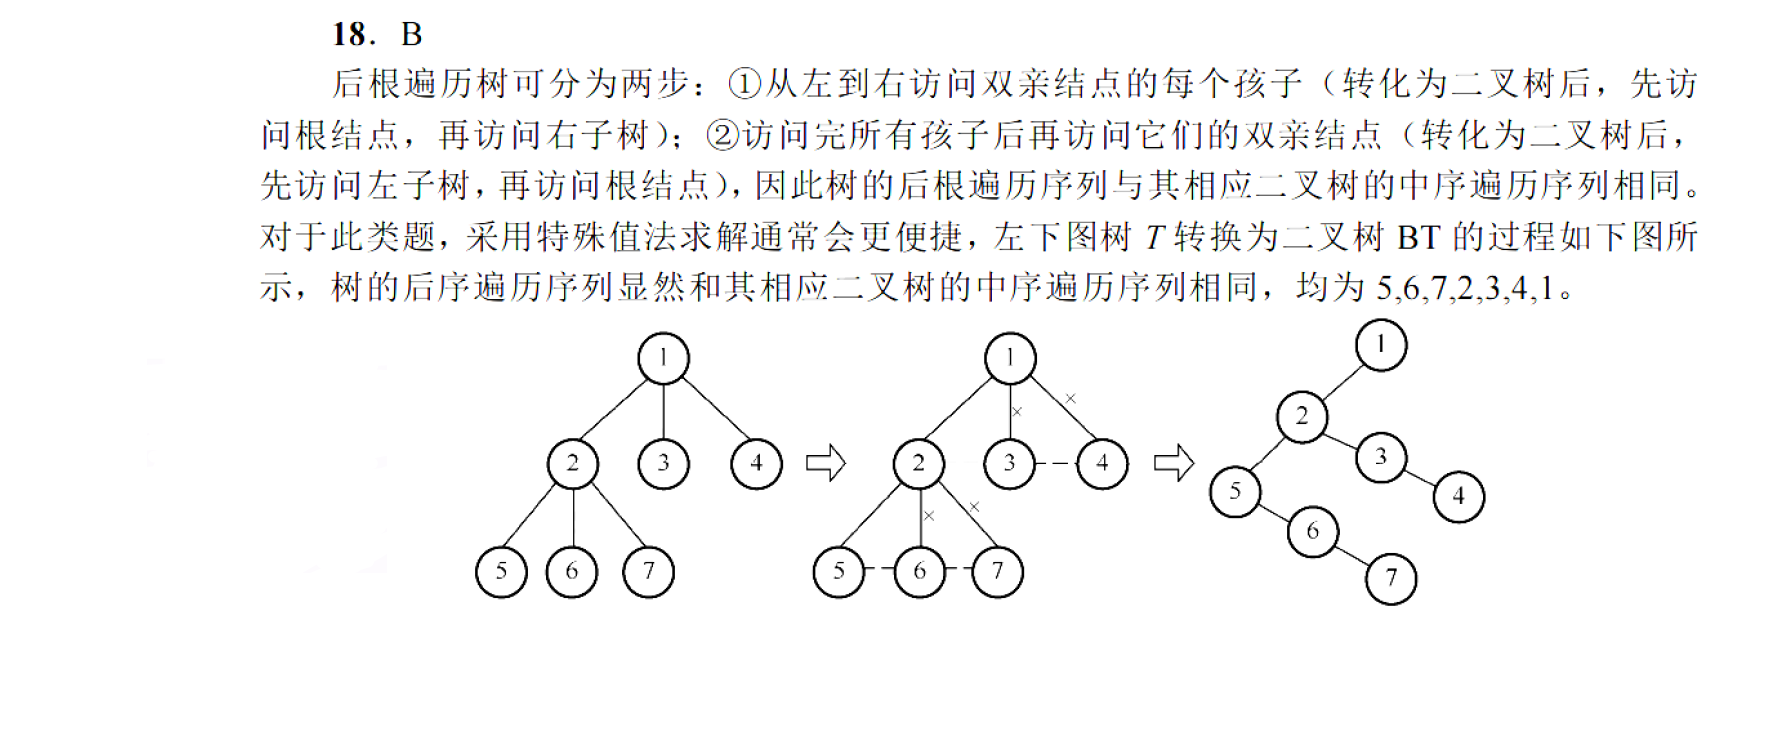 18. B
后根遍历树可分为两步：①从左到右访问双亲结点的每个孩子（转化为二叉树后，先访
问根结点，再访问右子树）；②访问完所有孩子后再访问它们的双亲结点（转化为二叉树后，
先访问左子树，再访问根结点），因此树的后根遍历序列与其相应二叉树的中序遍历序列相同。
对于此类题，采用特殊值法求解通常会更便捷，左下图树 T 转换为二叉树 BT 的过程如下图所
示，树的后序遍历序列显然和其相应二叉树的中序遍历序列相同，均为 5,6,7,2,3,4,1。
1
2 3 4
5 6 7
1
× ×
2 3 4
× ×
5 6 7
1
2
3
5 4
6
7